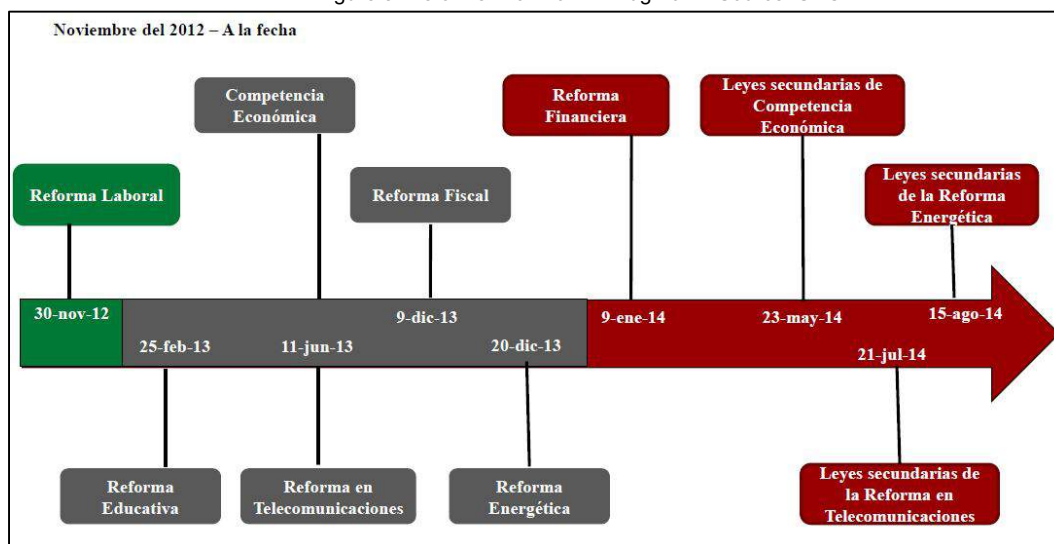 Noviembre del 2012 – A la fecha
Competencia
Económica
Reforma
Financiera
Leyes secundarias de
Competencia
Económica
Reforma Laboral
Reforma Fiscal
Leyes secundarias
de la Reforma
Energética
30-nov-12
9-dic-13
9-ene-14
23-may-14
15-ago-14
25-feb-13
11-jun-13
20-dic-13
21-jul-14
Reforma
Educativa
Reforma en
Telecomunicaciones
Reforma
Energética
Leyes secundarias de
la Reforma en
Telecomunicaciones